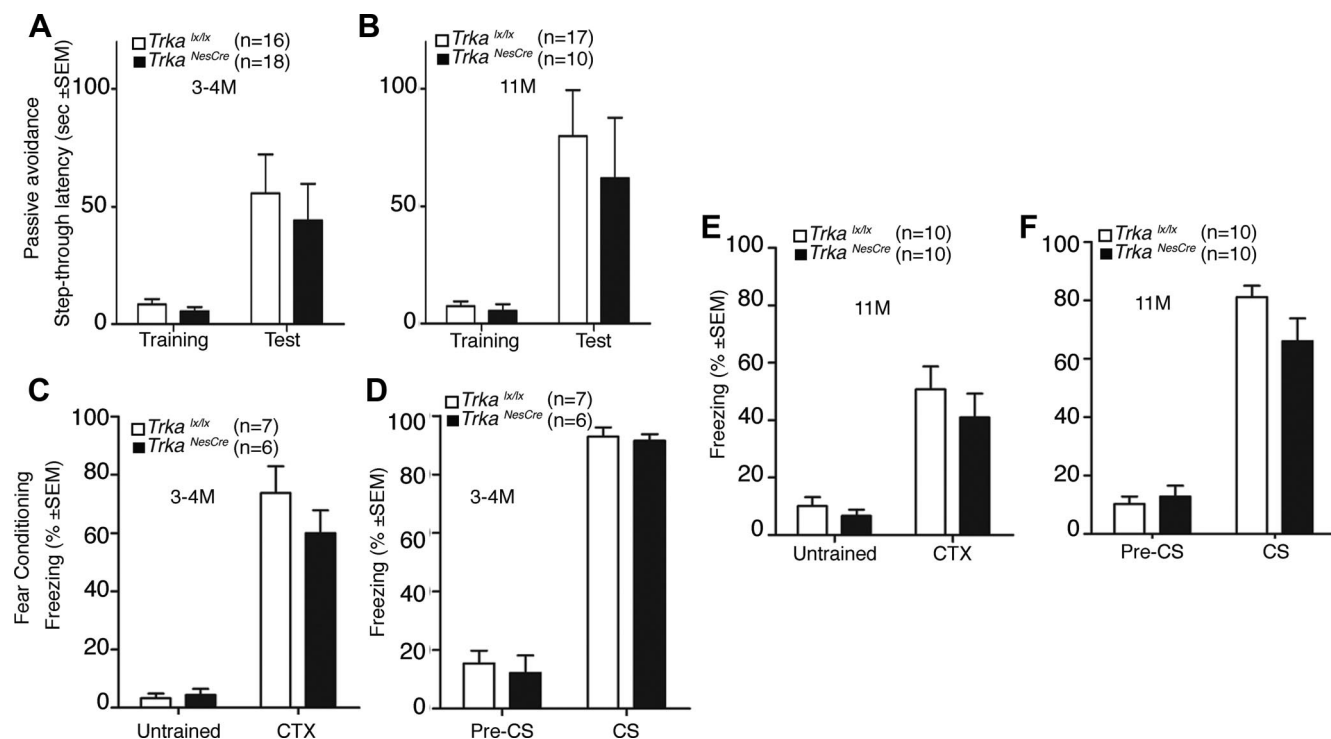 A
Trka lx/lx (n=16)
Trka NesCre (n=18)
3-4M
Passive avoidance
Step-through latency (sec ±SEM)
100
50
0
Training Test
B
Trka lx/lx (n=17)
Trka NesCre (n=10)
11M
100
50
0
Training Test
C
Trka lx/lx (n=7)
Trka NesCre (n=6)
3-4M
Fear Conditioning
Freezing (% ±SEM)
100
80
60
40
20
0
Untrained CTX
D
Trka lx/lx (n=7)
Trka NesCre (n=6)
3-4M
Freezing (% ±SEM)
100
80
60
40
20
0
Pre-CS CS
E
Trka lx/lx (n=10)
Trka NesCre (n=10)
11M
Freezing (% ±SEM)
100
80
60
40
20
0
Untrained CTX
F
Trka lx/lx (n=10)
Trka NesCre (n=10)
11M
Freezing (% ±SEM)
100
80
60
40
20
0
Pre-CS CS